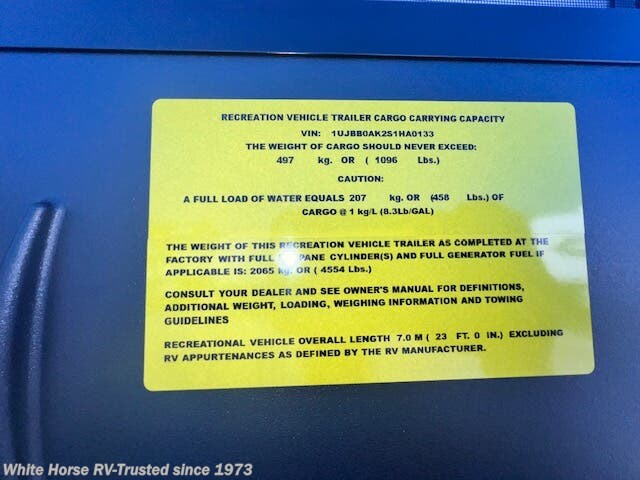 RECREATION VEHICLE TRAILER CARGO CARRYING CAPACITY
VIN: 1UJBB0AK2S1HA0133
THE WEIGHT OF CARGO SHOULD NEVER EXCEED:
497 kg. OR ( 1096 Lbs.)
CAUTION:
A FULL LOAD OF WATER EQUALS 207 kg. OR (458 Lbs.) OF
CARGO @ 1 kg/L (8.3Lb/GAL)
THE WEIGHT OF THIS RECREATION VEHICLE TRAILER AS COMPLETED AT THE
FACTORY WITH FULL PANE CYLINDER(S) AND FULL GENERATOR FUEL IF
APPLICABLE IS: 2065 kg. OR ( 4554 Lbs.)
CONSULT YOUR DEALER AND SEE OWNER'S MANUAL FOR DEFINITIONS,
ADDITIONAL WEIGHT, LOADING, WEIGHING INFORMATION AND TOWING
GUIDELINES
RECREATIONAL VEHICLE OVERALL LENGTH 7.0 M ( 23 FT. 0 IN.) EXCLUDING
RV APPURTENANCES AS DEFINED BY THE RV MANUFACTURER.
White Horse RV-Trusted since 1973